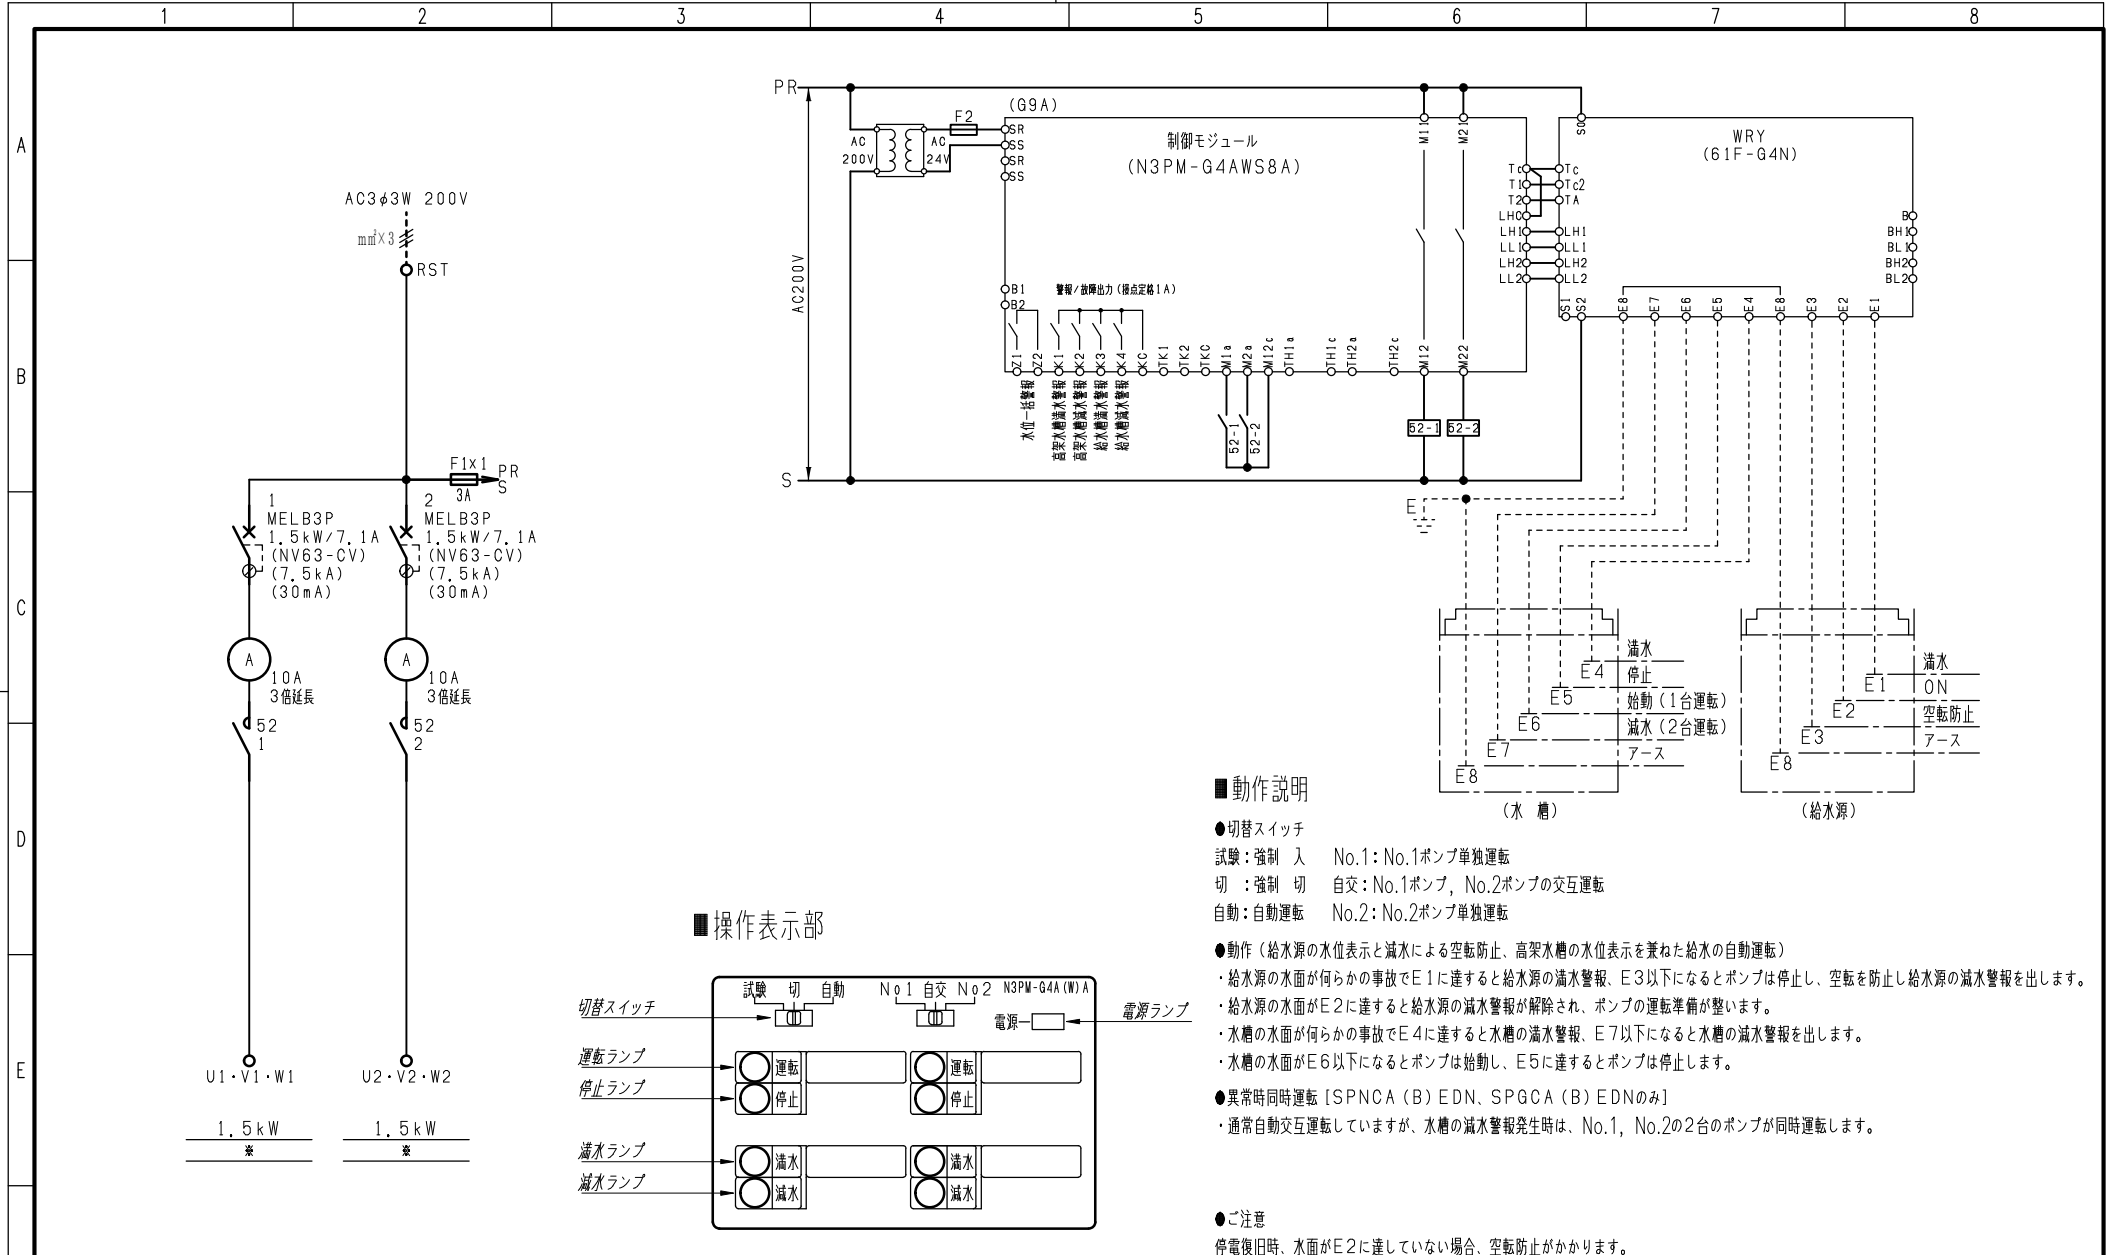 1 2 3 4 5 6 7 8
A
B
C
D
E
AC3φ3W 200V
mm²×3
RST
F1×1
3A
PR
S
1
MELB3P
1.5kW/7.1A
(NV63-CV)
(7.5kA)
(30mA)
2
MELB3P
1.5kW/7.1A
(NV63-CV)
(7.5kA)
(30mA)
A
10A
3倍延長
A
10A
3倍延長
52
1
52
2
U1・V1・W1
U2・V2・W2
1.5kW
※
1.5kW
※
PR
AC200V
S
AC
200V
AC
24V
F2
(G9A)
SR
SS
SR
SS
制御モジュール
(N3PM-G4AWS8A)
M11
M21
B1
B2
警報/故障出力(接点定格1A)
Z1
Z2
K1
K2
K3
K4
KC
TK1
TK2
TKC
M1a
M2a
M12c
TH1a
TH1c
TH2a
TH2c
M12
M22
水位一括警報
高架水槽満水警報
高架水槽減水警報
給水槽満水警報
給水槽減水警報
52-1
52-2
52-1
52-2
Tc
T1
T2
LHC
LH1
LL1
LH2
LL2
S0
WRY
(61F-G4N)
Tc
Tc2
TA
LH1
LL1
LH2
LL2
B
BH1
BL1
BH2
BL2
S1
S2
E8
E7
E6
E5
E4
E8
E3
E2
E1
E
満水
E4
停止
E5
始動(1台運転)
E6
減水(2台運転)
E7
アース
E8
(水 槽)
満水
E1
ON
E2
空転防止
E3
アース
E8
(給水源)
■動作説明
●切替スイッチ
試験:強制 入 No.1:No.1ポンプ単独運転
切 :強制 切 自交:No.1ポンプ, No.2ポンプの交互運転
自動:自動運転 No.2:No.2ポンプ単独運転
●動作(給水源の水位表示と減水による空転防止、高架水槽の水位表示を兼ねた給水の自動運転)
・給水源の水面が何らかの事故でE1に達すると給水源の満水警報、E3以下になるとポンプは停止し、空転を防止し給水源の減水警報を出します。
・給水源の水面がE2に達すると給水源の減水警報が解除され、ポンプの運転準備が整います。
・水槽の水面が何らかの事故でE4に達すると水槽の満水警報、E7以下になると水槽の減水警報を出します。
・水槽の水面がE6以下になるとポンプは始動し、E5に達するとポンプは停止します。
●異常時同時運転[SPNCA(B)EDN、SPGCA(B)EDNのみ]
・通常自動交互運転していますが、水槽の減水警報発生時は、No.1, No.2の2台のポンプが同時運転します。
●ご注意
停電復旧時、水面がE2に達していない場合、空転防止がかかります。
■操作表示部
試験 切 自動
No1 自交 No2
N3PM-G4A(W)A
電源
切替スイッチ
電源ランプ
運転ランプ
停止ランプ
満水ランプ
減水ランプ
運転
停止
運転
停止
満水
減水
満水
減水